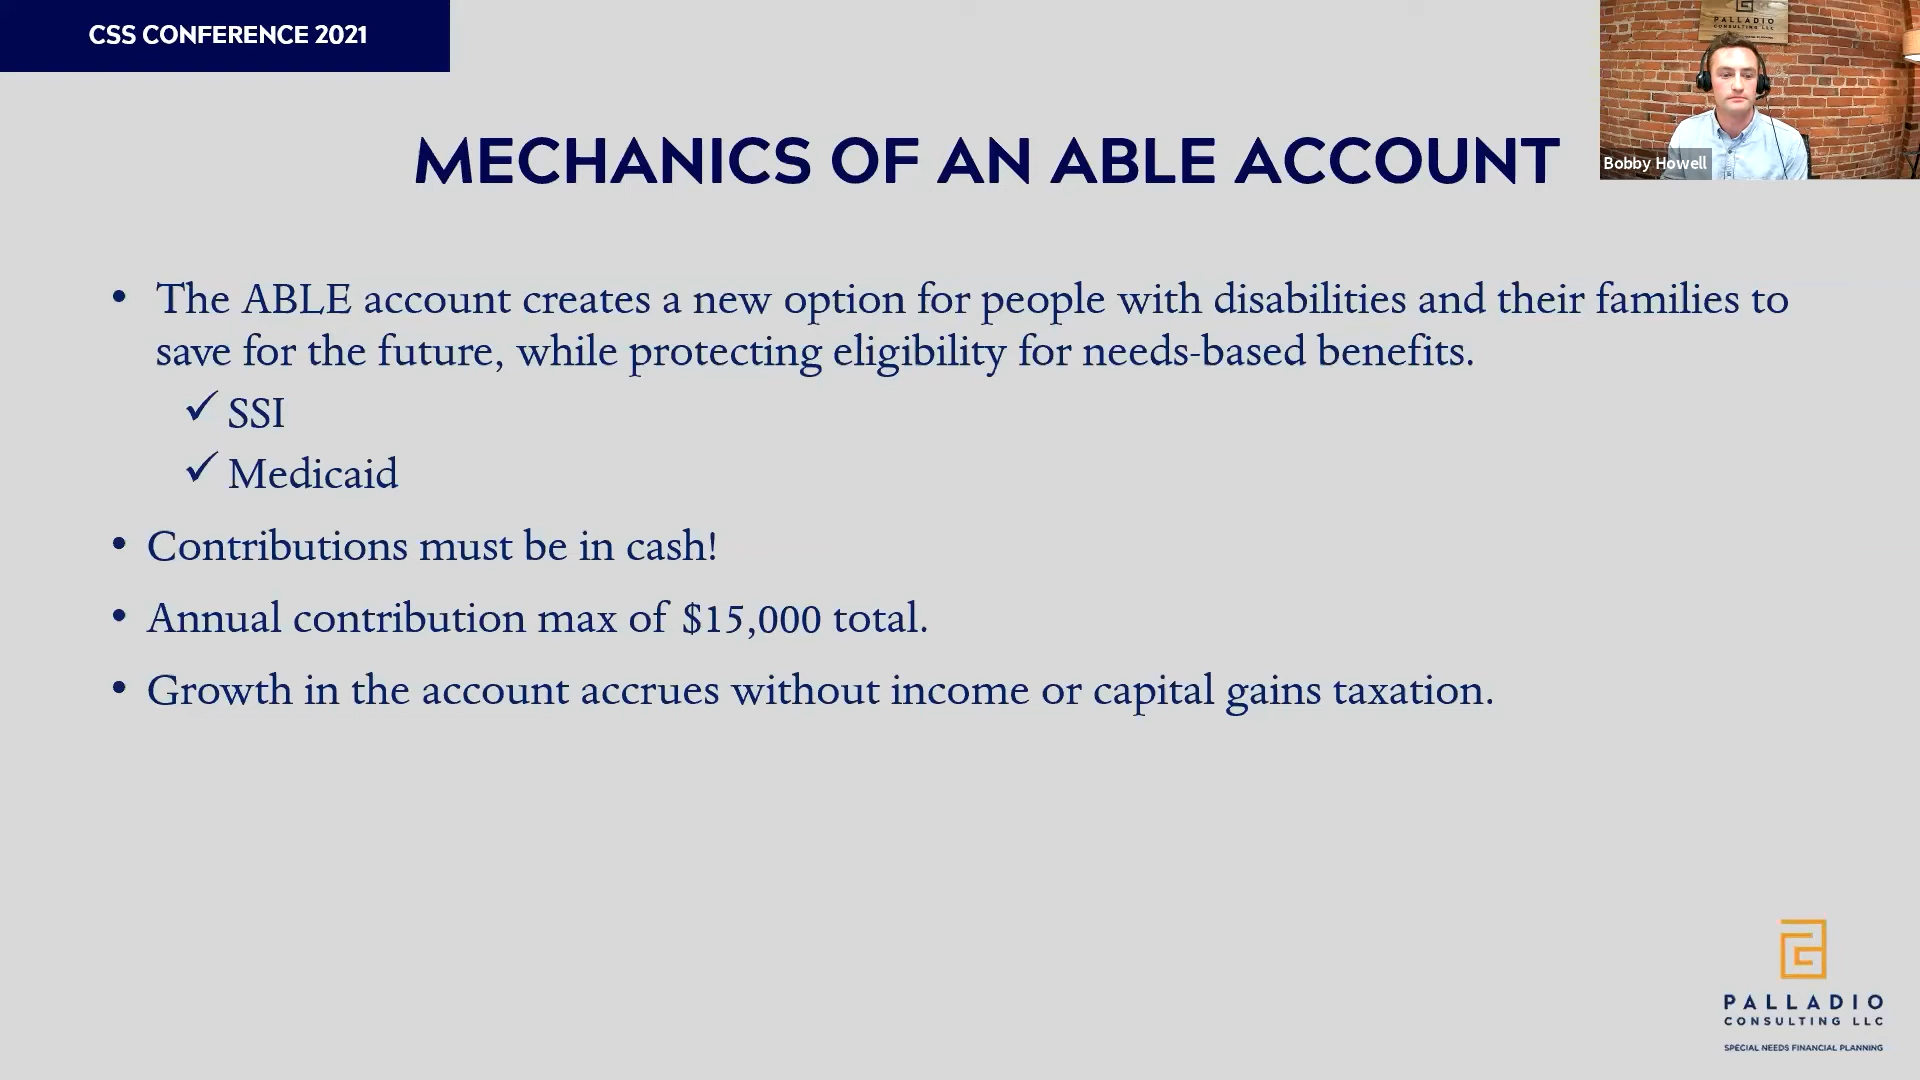 CSS CONFERENCE 2021
PALLADIO
CONSULTING LLC
Bobby Howell
MECHANICS OF AN ABLE ACCOUNT
• The ABLE account creates a new option for people with disabilities and their families to
save for the future, while protecting eligibility for needs-based benefits.
✓ SSI
✓ Medicaid
• Contributions must be in cash!
• Annual contribution max of $15,000 total.
• Growth in the account accrues without income or capital gains taxation.
PALLADIO
CONSULTING LLC
SPECIAL NEEDS FINANCIAL PLANNING